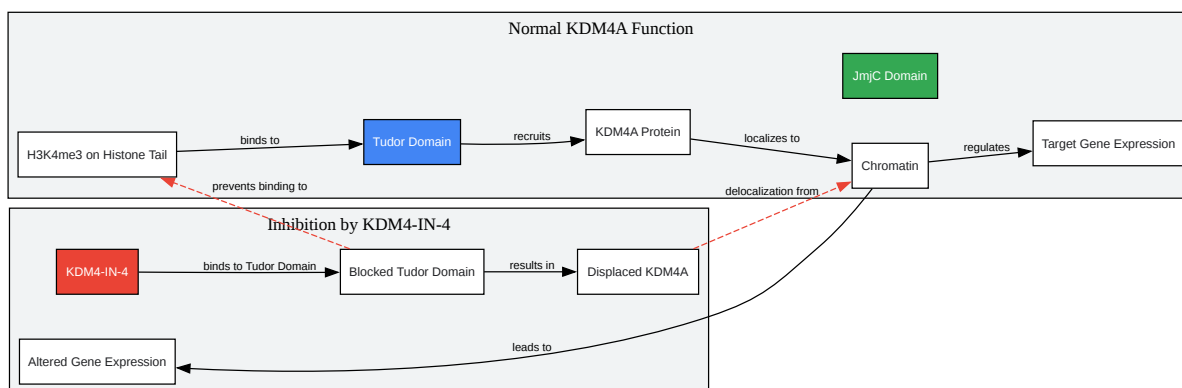 Normal KDM4A Function
JmjC Domain
H3K4me3 on Histone Tail
binds to
Tudor Domain
recruits
KDM4A Protein
localizes to
Chromatin
regulates
Target Gene Expression
prevents binding to
delocalization from
Inhibition by KDM4-IN-4
KDM4-IN-4
binds to Tudor Domain
Blocked Tudor Domain
results in
Displaced KDM4A
leads to
Altered Gene Expression